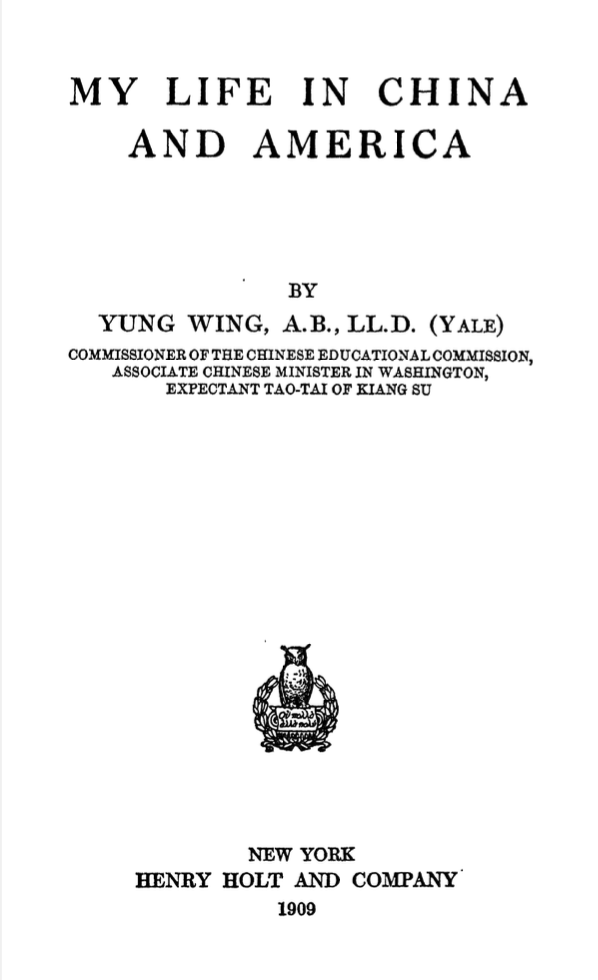 MY LIFE IN CHINA
AND AMERICA
BY
YUNG WING, A.B., LL.D. (YALE)
COMMISSIONER OF THE CHINESE EDUCATIONAL COMMISSION,
ASSOCIATE CHINESE MINISTER IN WASHINGTON,
EXPECTANT TAO-TAI OF KIANG SU
NEW YORK
HENRY HOLT AND COMPANY
1909